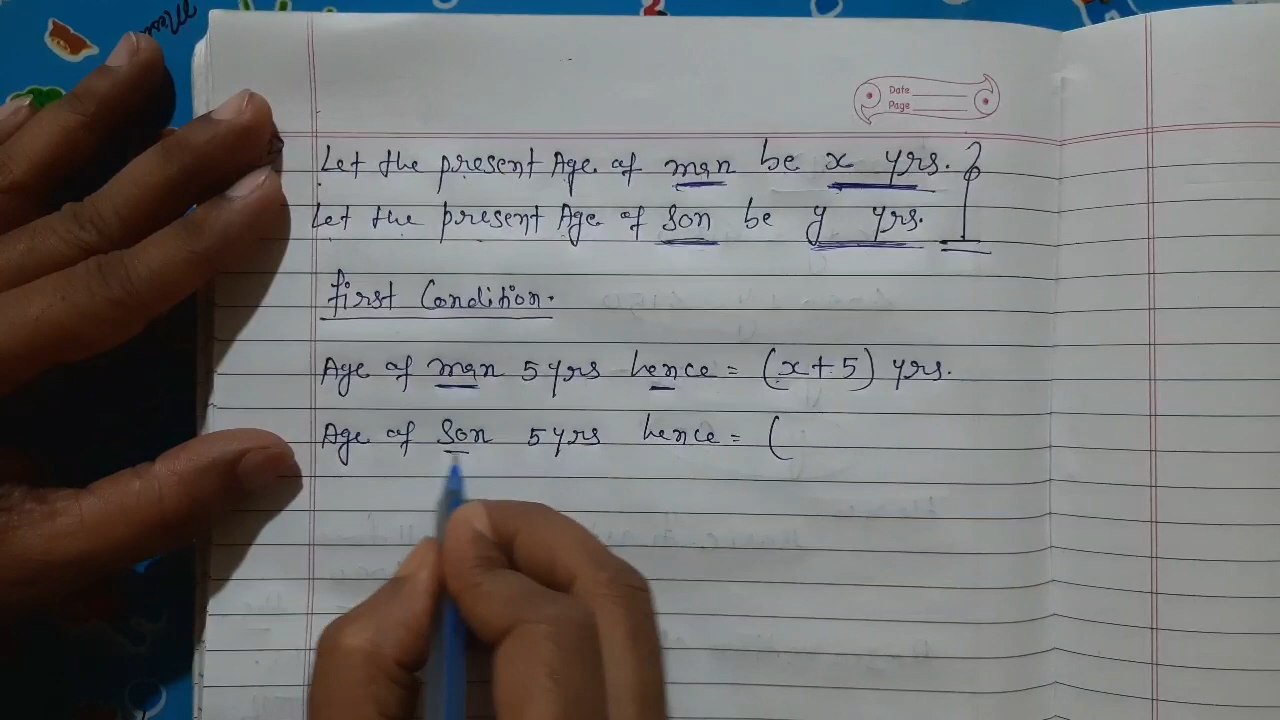 Date
Page
Let the present Age of man be x yrs.
Let the present Age of Son be y yrs.
first Condition.
Age of man 5 yrs hence = (x + 5) yrs.
Age of Son 5 yrs hence = (